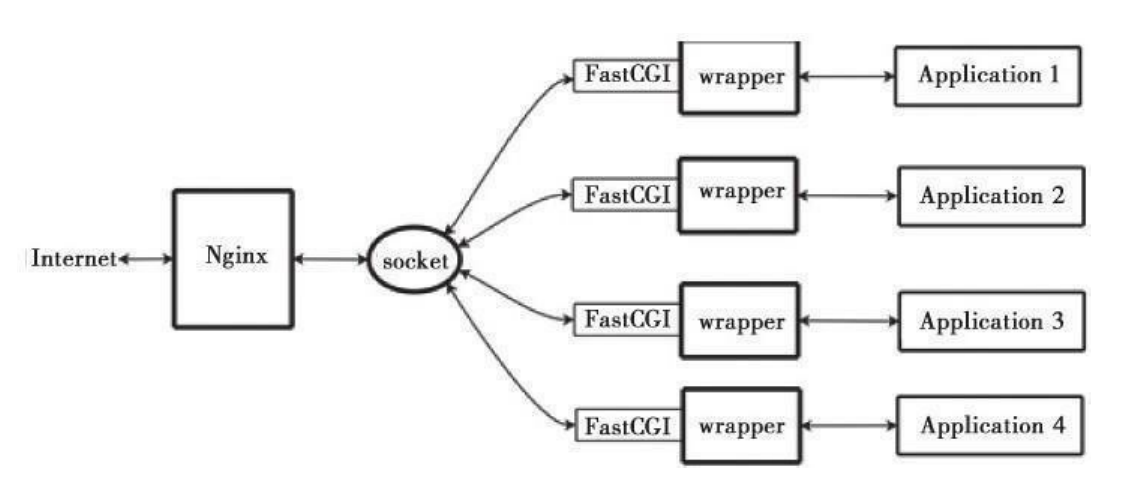 FastCGI wrapper Application 1
FastCGI wrapper Application 2
Internet Nginx socket
FastCGI wrapper Application 3
FastCGI wrapper Application 4